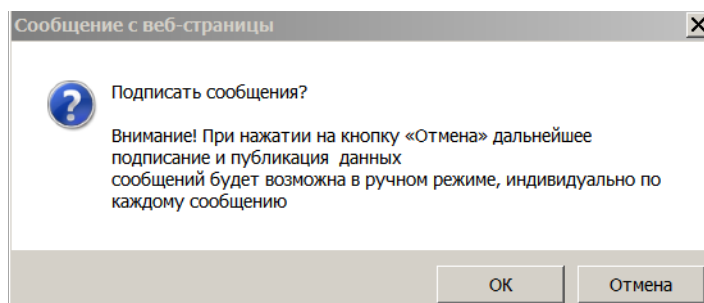 Сообщение с веб-страницы
Подписать сообщения?
Внимание! При нажатии на кнопку «Отмена» дальнейшее
подписание и публикация данных
сообщений будет возможна в ручном режиме, индивидуально по
каждому сообщению
ОК
Отмена